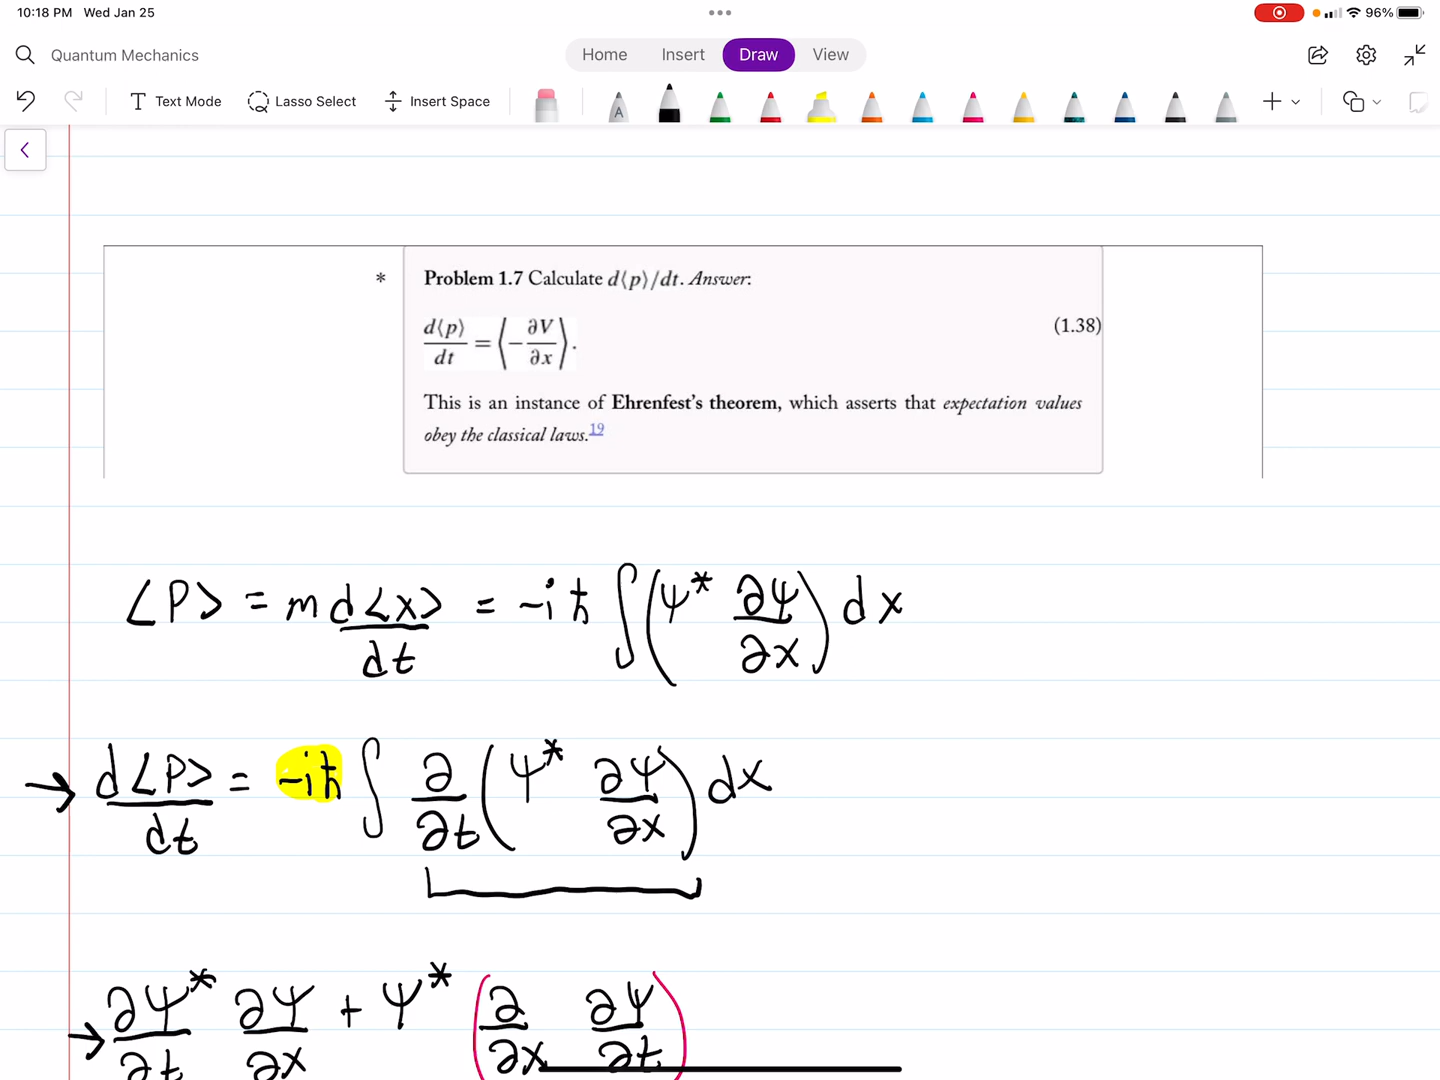 10:18 PM Wed Jan 25
96%
Quantum Mechanics
Home Insert Draw View
Text Mode Lasso Select Insert Space
A
* Problem 1.7 Calculate d⟨p⟩/dt. Answer:
d⟨p⟩/dt = ⟨−∂V/∂x⟩. (1.38)
This is an instance of Ehrenfest's theorem, which asserts that expectation values
obey the classical laws.19
<P> = m d<x>/dt = -iħ ∫(ψ* ∂ψ/∂x) dx
→ d<P>/dt = -iħ ∫ ∂/∂t (ψ* ∂ψ/∂x) dx
→ ∂ψ*/∂t ∂ψ/∂x + ψ* (∂/∂x ∂ψ/∂t)